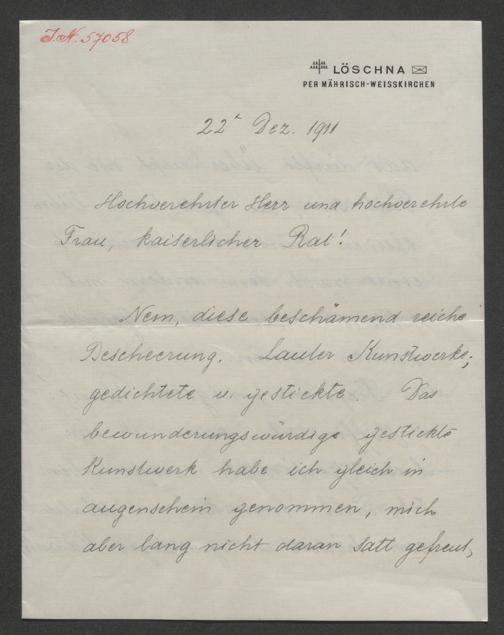 I.N. 57058
LÖSCHNA
PER MÄHRISCH-WEISSKIRCHEN
22r Dez. 1911
Hochverehrter Herr und hochverehrte
Frau, kaiserlicher Rat!
Nein, diese beschämend reiche
Bescheerung. Lauter Kunstwerke;
gedichtete u. gestickte Das
bewunderungswürdige gestickte
Kunstwerk habe ich gleich in
augenschein genommen, mich
aber lang nicht daran satt gefreut,